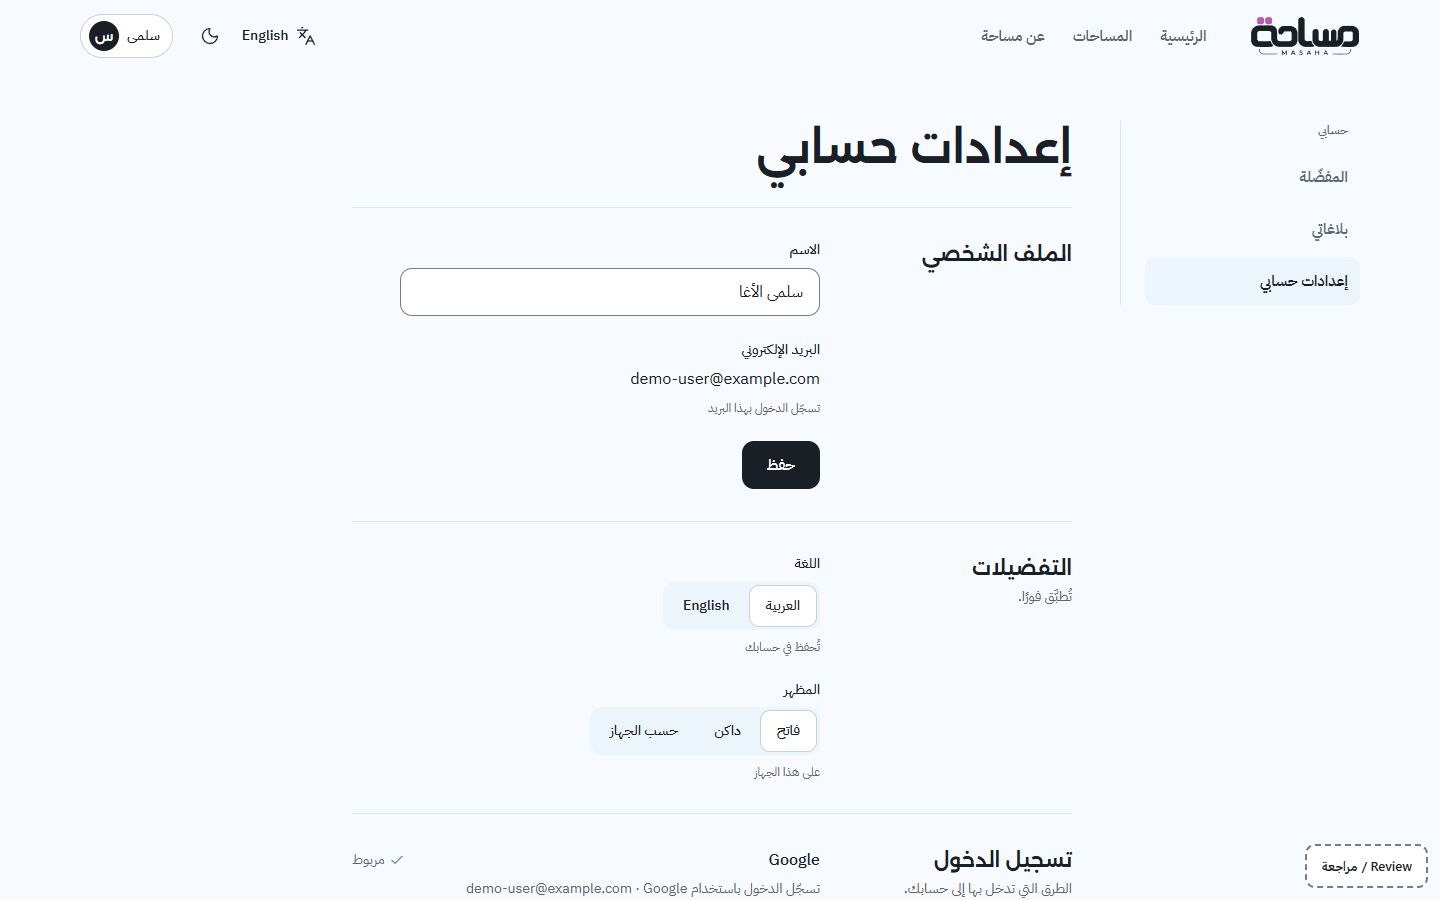 مساحة
MASAHA
الرئيسية
المساحات
عن مساحة
English
سلمى
س
حسابي
المفضّلة
بلاغاتي
إعدادات حسابي
إعدادات حسابي
الملف الشخصي
الاسم
سلمى الأغا
البريد الإلكتروني
demo-user@example.com
تسجّل الدخول بهذا البريد
حفظ
التفضيلات
تُطبَّق فورًا.
اللغة
العربية
English
تُحفظ في حسابك
المظهر
فاتح
داكن
حسب الجهاز
على هذا الجهاز
تسجيل الدخول
الطرق التي تدخل بها إلى حسابك.
Google
مربوط
تسجّل الدخول باستخدام Google · demo-user@example.com
مراجعة / Review